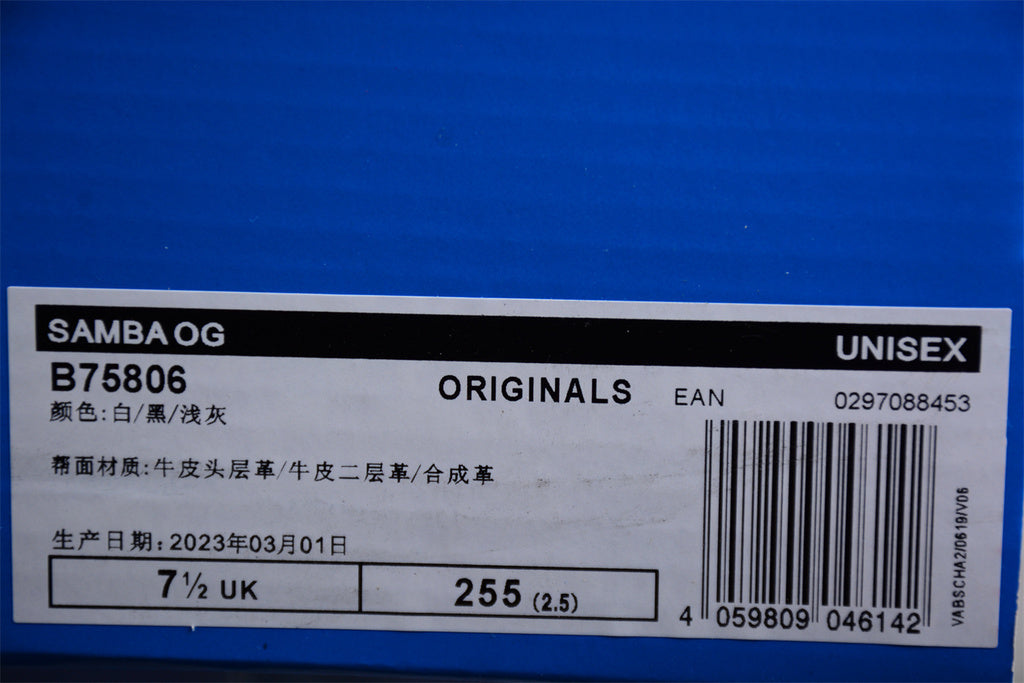 SAMBA OG
UNISEX
B75806
ORIGINALS
EAN
0297088453
颜色:白/黑/浅灰
帮面材质:牛皮头层革/牛皮二层革/合成革
生产日期:2023年03月01日
7½ UK
255 (2.5)
4 059809 046142
VABSCHA2/0619/V06